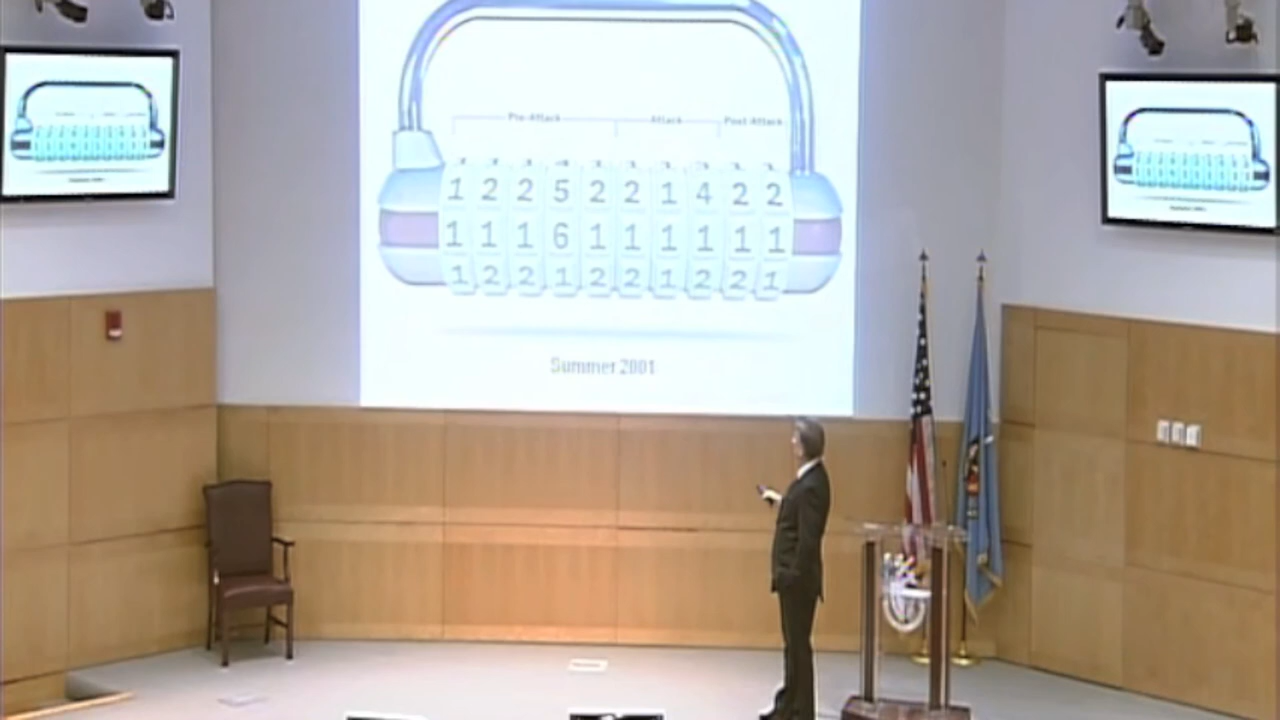 Pre-Attack Attack Post-Attack
1 2 2 5 2 2 1 4 2 2
1 1 1 6 1 1 1 1 1 1
1 2 2 1 2 2 1 2 2 1
Summer 2001